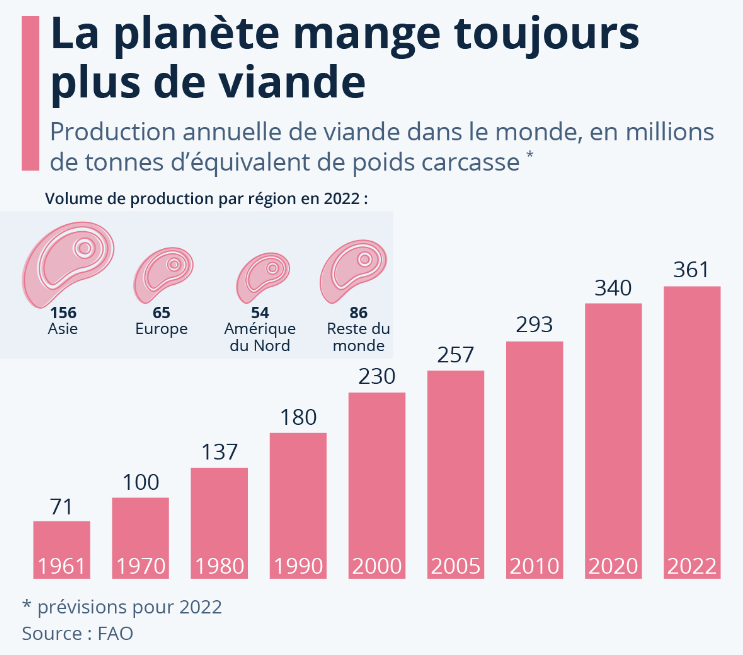 La planète mange toujours
plus de viande
Production annuelle de viande dans le monde, en millions
de tonnes d’équivalent de poids carcasse *
Volume de production par région en 2022 :
156
Asie
65
Europe
54
Amérique
du Nord
86
Reste du
monde
71
100
137
180
230
257
293
340
361
1961
1970
1980
1990
2000
2005
2010
2020
2022
* prévisions pour 2022
Source : FAO